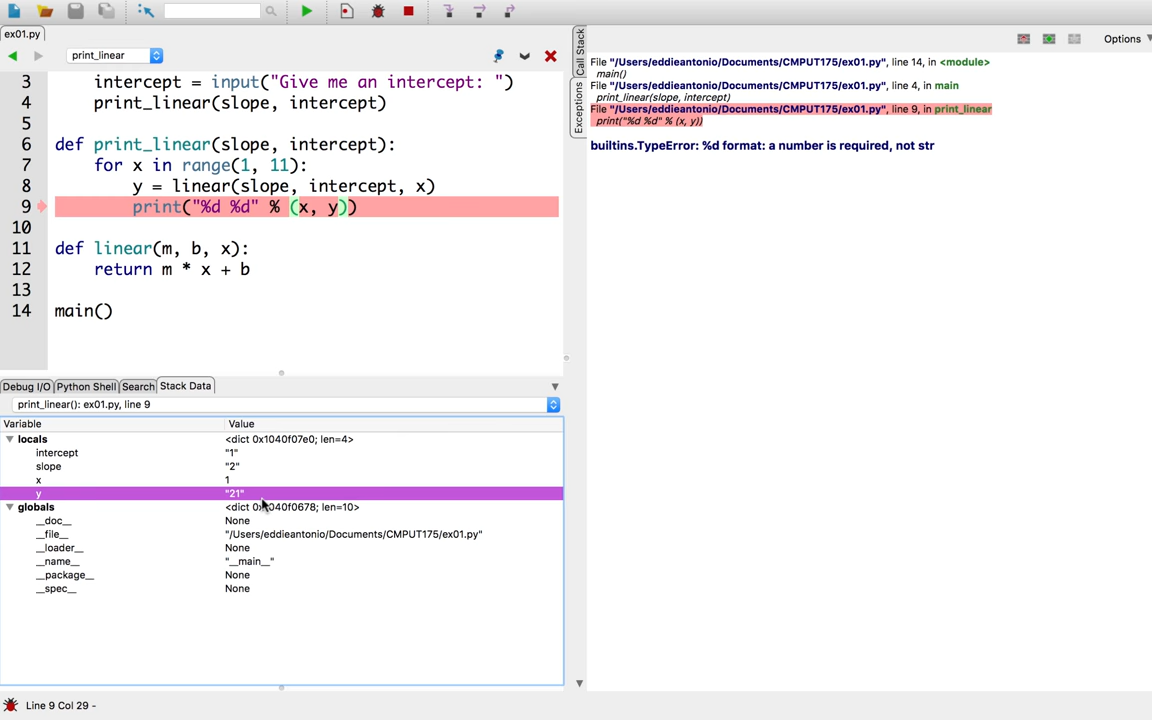 ex01.py
print_linear
3 intercept = input("Give me an intercept: ")
4 print_linear(slope, intercept)
5
6 def print_linear(slope, intercept):
7 for x in range(1, 11):
8 y = linear(slope, intercept, x)
9 print("%d %d" % (x, y))
10
11 def linear(m, b, x):
12 return m * x + b
13
14 main()
Call Stack
Exceptions
Options
File "/Users/eddieantonio/Documents/CMPUT175/ex01.py", line 14, in <module>
main()
File "/Users/eddieantonio/Documents/CMPUT175/ex01.py", line 4, in main
print_linear(slope, intercept)
File "/Users/eddieantonio/Documents/CMPUT175/ex01.py", line 9, in print_linear
print("%d %d" % (x, y))
builtins.TypeError: %d format: a number is required, not str
Debug I/O Python Shell Search Stack Data
print_linear(): ex01.py, line 9
Variable Value
locals <dict 0x1040f07e0; len=4>
intercept "1"
slope "2"
x 1
y "21"
globals <dict 0x1040f0678; len=10>
__doc__ None
__file__ "/Users/eddieantonio/Documents/CMPUT175/ex01.py"
__loader__ None
__name__ "__main__"
__package__ None
__spec__ None
Line 9 Col 29 -